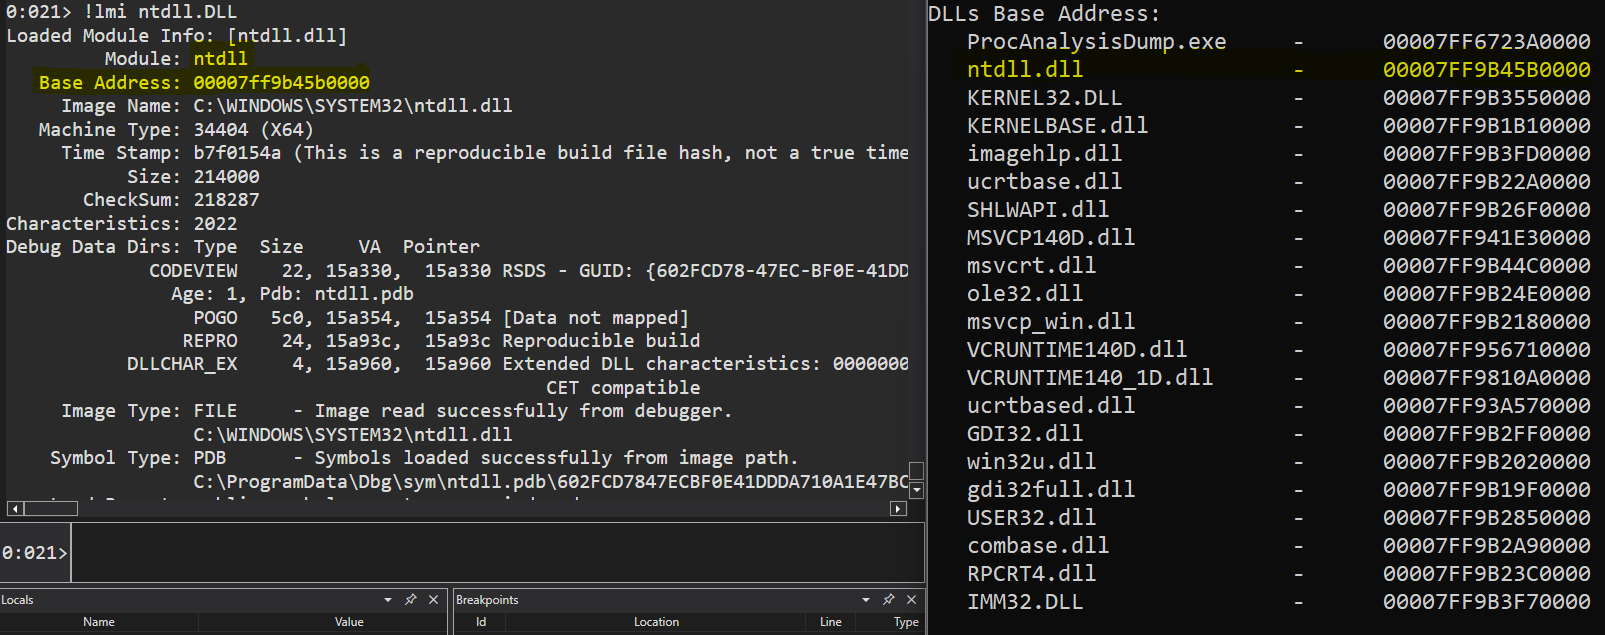 0:021> !lmi ntdll.DLL
Loaded Module Info: [ntdll.dll]
Module: ntdll
Base Address: 00007ff9b45b0000
Image Name: C:\WINDOWS\SYSTEM32\ntdll.dll
Machine Type: 34404 (X64)
Time Stamp: b7f0154a (This is a reproducible build file hash, not a true time
Size: 214000
CheckSum: 218287
Characteristics: 2022
Debug Data Dirs: Type Size VA Pointer
CODEVIEW 22, 15a330, 15a330 RSDS - GUID: {602FCD78-47EC-BF0E-41DD
Age: 1, Pdb: ntdll.pdb
POGO 5c0, 15a354, 15a354 [Data not mapped]
REPRO 24, 15a93c, 15a93c Reproducible build
DLLCHAR_EX 4, 15a960, 15a960 Extended DLL characteristics: 0000000
CET compatible
Image Type: FILE - Image read successfully from debugger.
C:\WINDOWS\SYSTEM32\ntdll.dll
Symbol Type: PDB - Symbols loaded successfully from image path.
C:\ProgramData\Dbg\sym\ntdll.pdb\602FCD7847ECBF0E41DDDA710A1E47BC
0:021>
Locals
Name Value
Breakpoints
Id Location Line Type
DLLs Base Address:
ProcAnalysisDump.exe - 00007FF6723A0000
ntdll.dll - 00007FF9B45B0000
KERNEL32.DLL - 00007FF9B3550000
KERNELBASE.dll - 00007FF9B1B10000
imagehlp.dll - 00007FF9B3FD0000
ucrtbase.dll - 00007FF9B22A0000
SHLWAPI.dll - 00007FF9B26F0000
MSVCP140D.dll - 00007FF941E30000
msvcrt.dll - 00007FF9B44C0000
ole32.dll - 00007FF9B24E0000
msvcp_win.dll - 00007FF9B2180000
VCRUNTIME140D.dll - 00007FF956710000
VCRUNTIME140_1D.dll - 00007FF9810A0000
ucrtbased.dll - 00007FF93A570000
GDI32.dll - 00007FF9B2FF0000
win32u.dll - 00007FF9B2020000
gdi32full.dll - 00007FF9B19F0000
USER32.dll - 00007FF9B2850000
combase.dll - 00007FF9B2A90000
RPCRT4.dll - 00007FF9B23C0000
IMM32.DLL - 00007FF9B3F70000